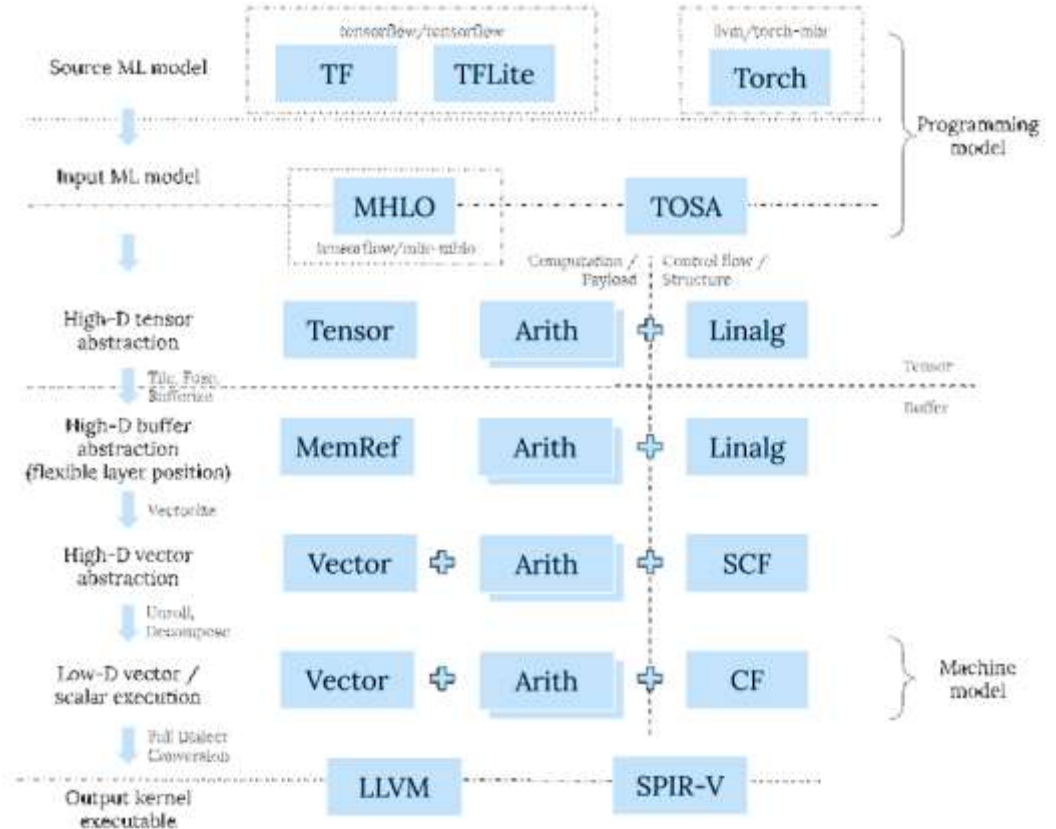 tensorflow/tensorflow
llvm/torch-mlir
Source ML model
TF
TFLite
Torch
Programming
model
Input ML model
MHLO
TOSA
tensorflow/mlir-mhlo
Computation /
Payload
Control flow /
Structure
High-D tensor
abstraction
Tensor
Arith
Linalg
Tile, Fuse,
Bufferize
Tensor
Buffer
High-D buffer
abstraction
(flexible layer position)
MemRef
Arith
Linalg
Vectorize
High-D vector
abstraction
Vector
Arith
SCF
Unroll,
Decompose
Low-D vector /
scalar execution
Vector
Arith
CF
Machine
model
Full Dialect
Conversion
LLVM
SPIR-V
Output kernel
executable